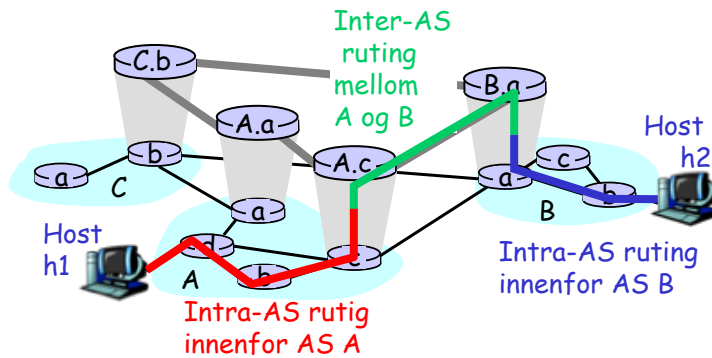 Inter-AS
ruting
mellom
A og B
C.b
B.a
A.a
A.c
Host
h2
a
b
C
a
c
b
B
a
Host
h1
d
b
c
A
Intra-AS ruting
innenfor AS B
Intra-AS rutig
innenfor AS A